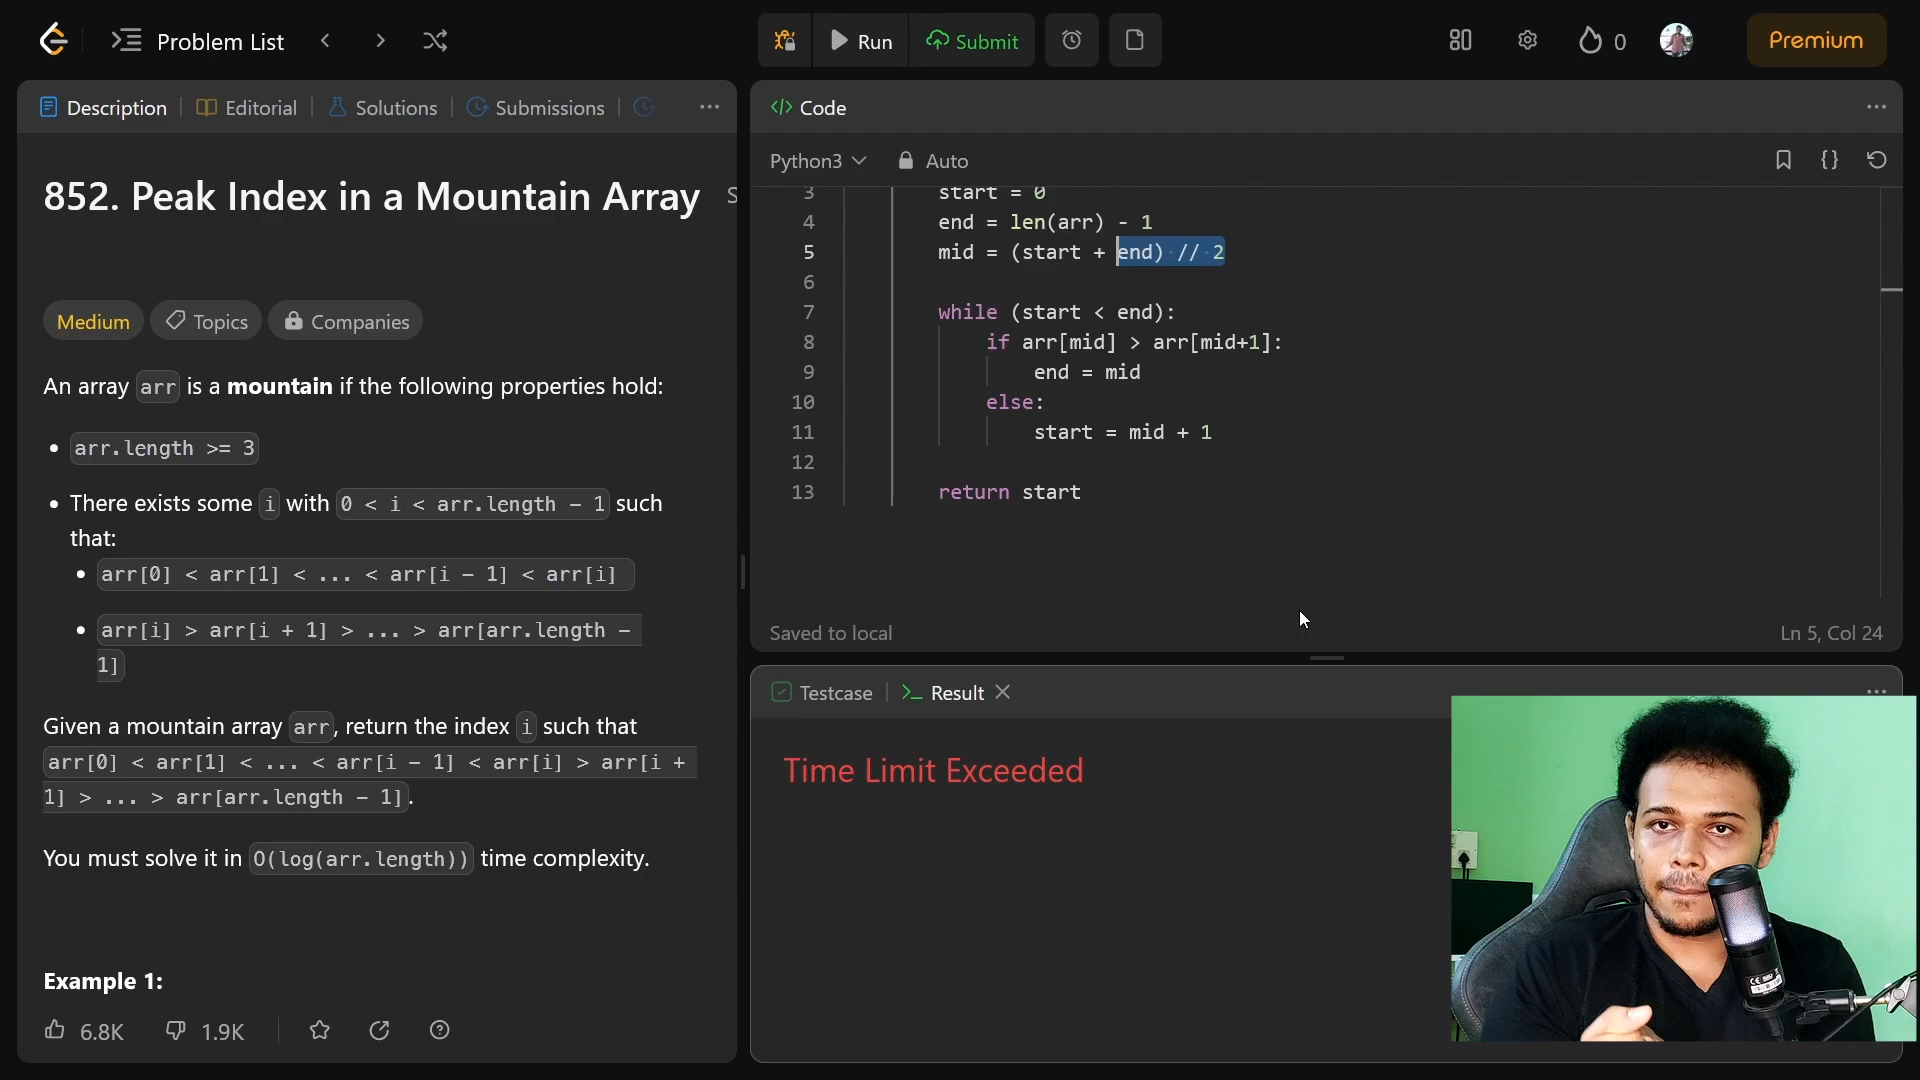 Problem List
Run
Submit
0
Premium
Description
Editorial
Solutions
Submissions
Code
Python3
Auto
852. Peak Index in a Mountain Array
Medium
Topics
Companies
An array arr is a mountain if the following properties hold:
• arr.length >= 3
• There exists some i with 0 < i < arr.length - 1 such
that:
• arr[0] < arr[1] < ... < arr[i - 1] < arr[i]
• arr[i] > arr[i + 1] > ... > arr[arr.length -
1]
Given a mountain array arr, return the index i such that
arr[0] < arr[1] < ... < arr[i - 1] < arr[i] > arr[i +
1] > ... > arr[arr.length - 1].
You must solve it in O(log(arr.length)) time complexity.
Example 1:
6.8K
1.9K
3 start = 0
4 end = len(arr) - 1
5 mid = (start + end) // 2
6
7 while (start < end):
8 if arr[mid] > arr[mid+1]:
9 end = mid
10 else:
11 start = mid + 1
12
13 return start
Saved to local
Ln 5, Col 24
Testcase
Result
Time Limit Exceeded